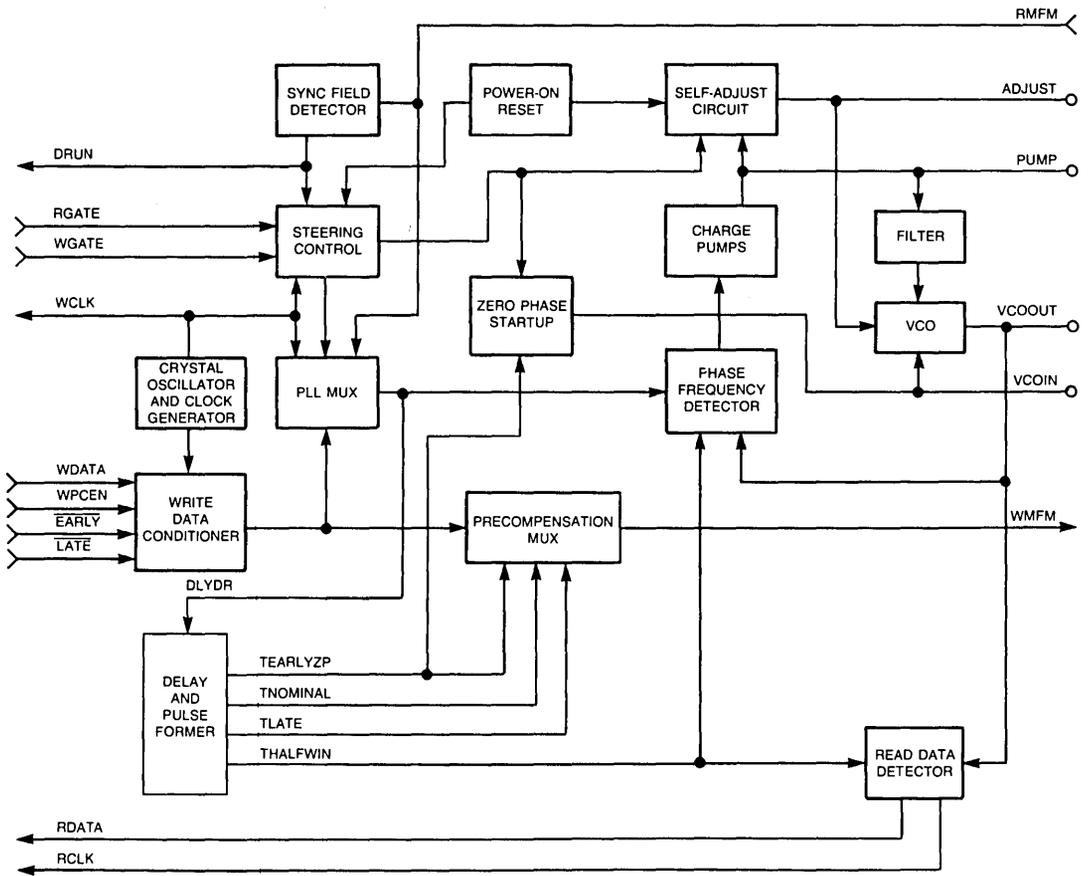 RMFM
SYNC FIELD
DETECTOR
POWER-ON
RESET
SELF-ADJUST
CIRCUIT
ADJUST
DRUN
PUMP
RGATE
WGATE
STEERING
CONTROL
CHARGE
PUMPS
FILTER
WCLK
ZERO PHASE
STARTUP
VCO
VCOOUT
CRYSTAL
OSCILLATOR
AND CLOCK
GENERATOR
PLL MUX
PHASE
FREQUENCY
DETECTOR
VCOIN
WDATA
WPCEN
EARLY
LATE
WRITE
DATA
CONDITIONER
PRECOMPENSATION
MUX
WMFM
DLYDR
DELAY
AND
PULSE
FORMER
TEARLYZP
TNOMINAL
TLATE
THALFWIN
READ DATA
DETECTOR
RDATA
RCLK